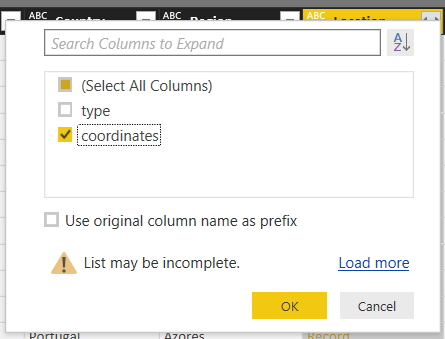 ABC Country ABC Region ABC Location
Search Columns to Expand
A
Z
(Select All Columns)
type
coordinates
Use original column name as prefix
List may be incomplete. Load more
OK Cancel
Portugal Azores Record